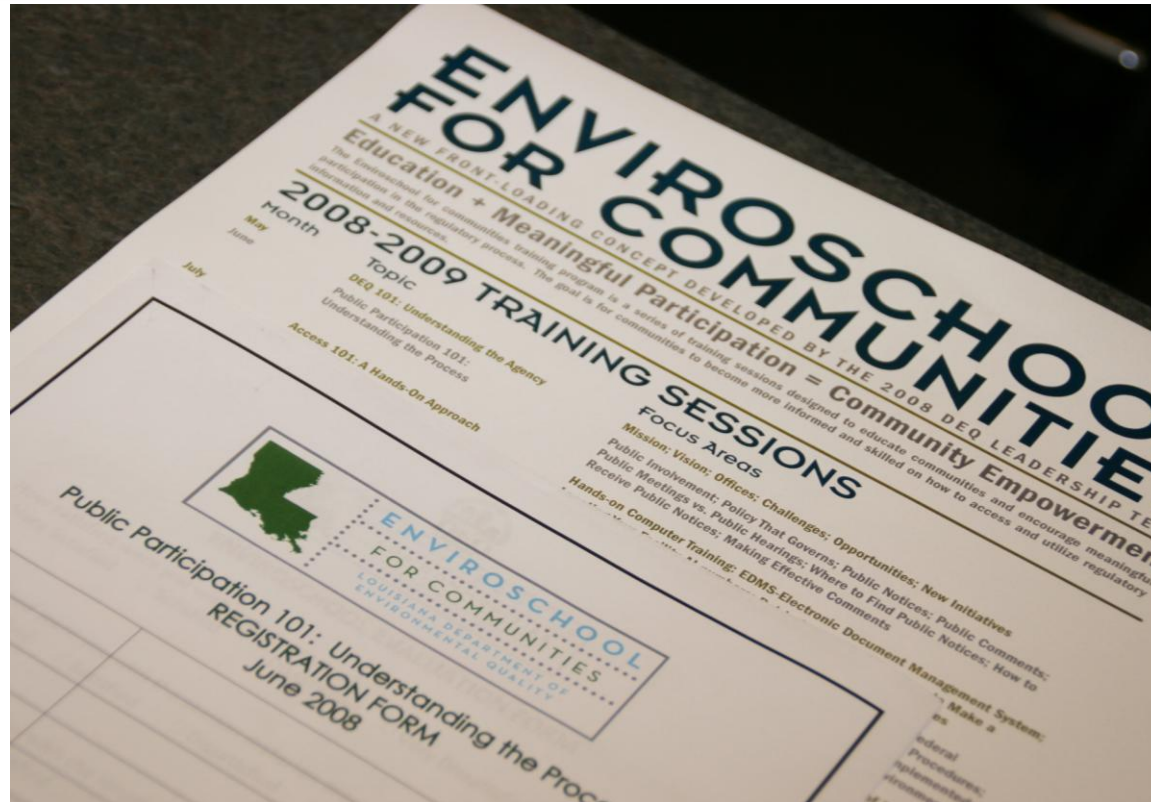 ENVIROSCHOO
FOR COMMUNITIE
A NEW FRONT-LOADING CONCEPT DEVELOPED BY THE 2008 DEQ LEADERSHIP TE
Education + Meaningful Participation = Community Empowermen
The Enviroschool for communities training program is a series of training sessions designed to educate communities and encourage meaningful
participation in the regulatory process. The goal is for communities to become more informed and skilled on how to access and utilize regulatory
information and resources.
2008-2009 TRAINING SESSIONS
Month
Topic
Focus Areas
May
DEQ 101: Understanding the Agency
Mission; Vision; Offices; Challenges; Opportunities; New Initiatives
June
Public Participation 101:
Understanding the Process
Public Involvement; Policy That Governs; Public Notices; Public Comments;
Public Meetings vs. Public Hearings; Where to Find Public Notices; How to
Receive Public Notices; Making Effective Comments
July
Access 101: A Hands-On Approach
Hands-on Computer Training; EDMS-Electronic Document Management System;
Make a
ENVIROSCHOOL
FOR COMMUNITIES
LOUISIANA DEPARTMENT OF
ENVIRONMENTAL QUALITY
Public Participation 101: Understanding the Proce
REGISTRATION FORM
June 2008